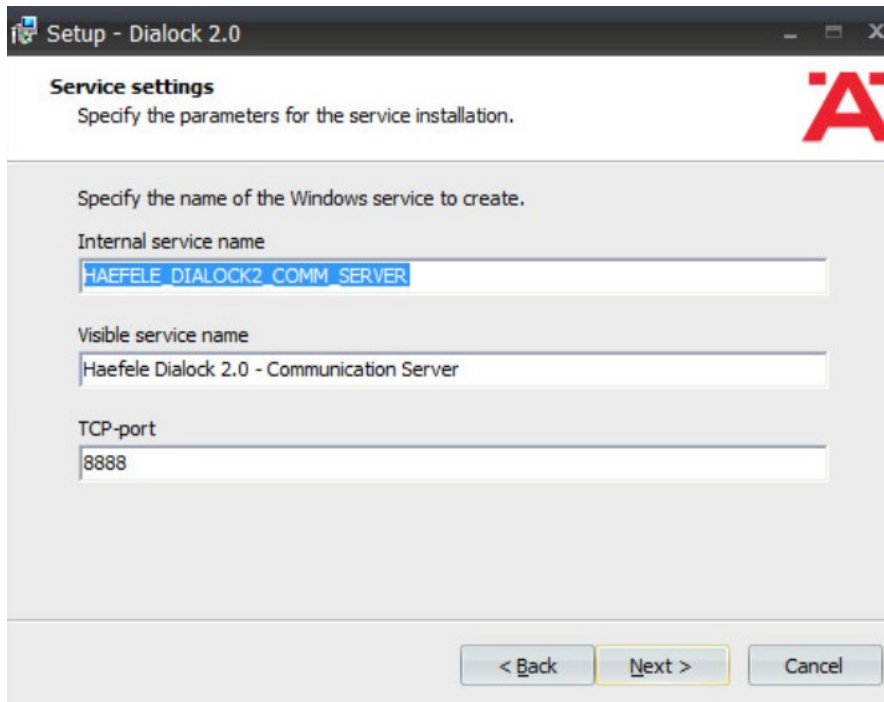 Setup - Dialock 2.0
Service settings
Specify the parameters for the service installation.
Specify the name of the Windows service to create.
Internal service name
HAEFELE_DIALOCK2_COMM_SERVER
Visible service name
Haefele Dialock 2.0 - Communication Server
TCP-port
8888
< Back
Next >
Cancel